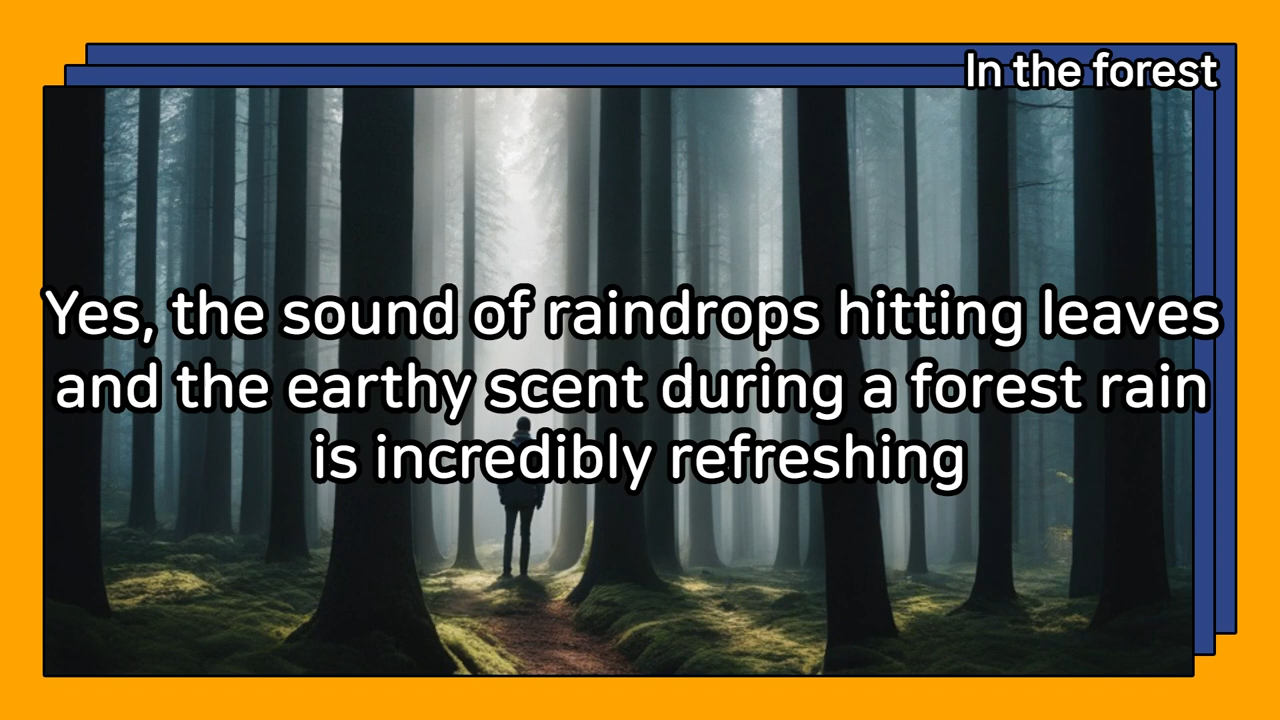 In the forest
Yes, the sound of raindrops hitting leaves
and the earthy scent during a forest rain
is incredibly refreshing